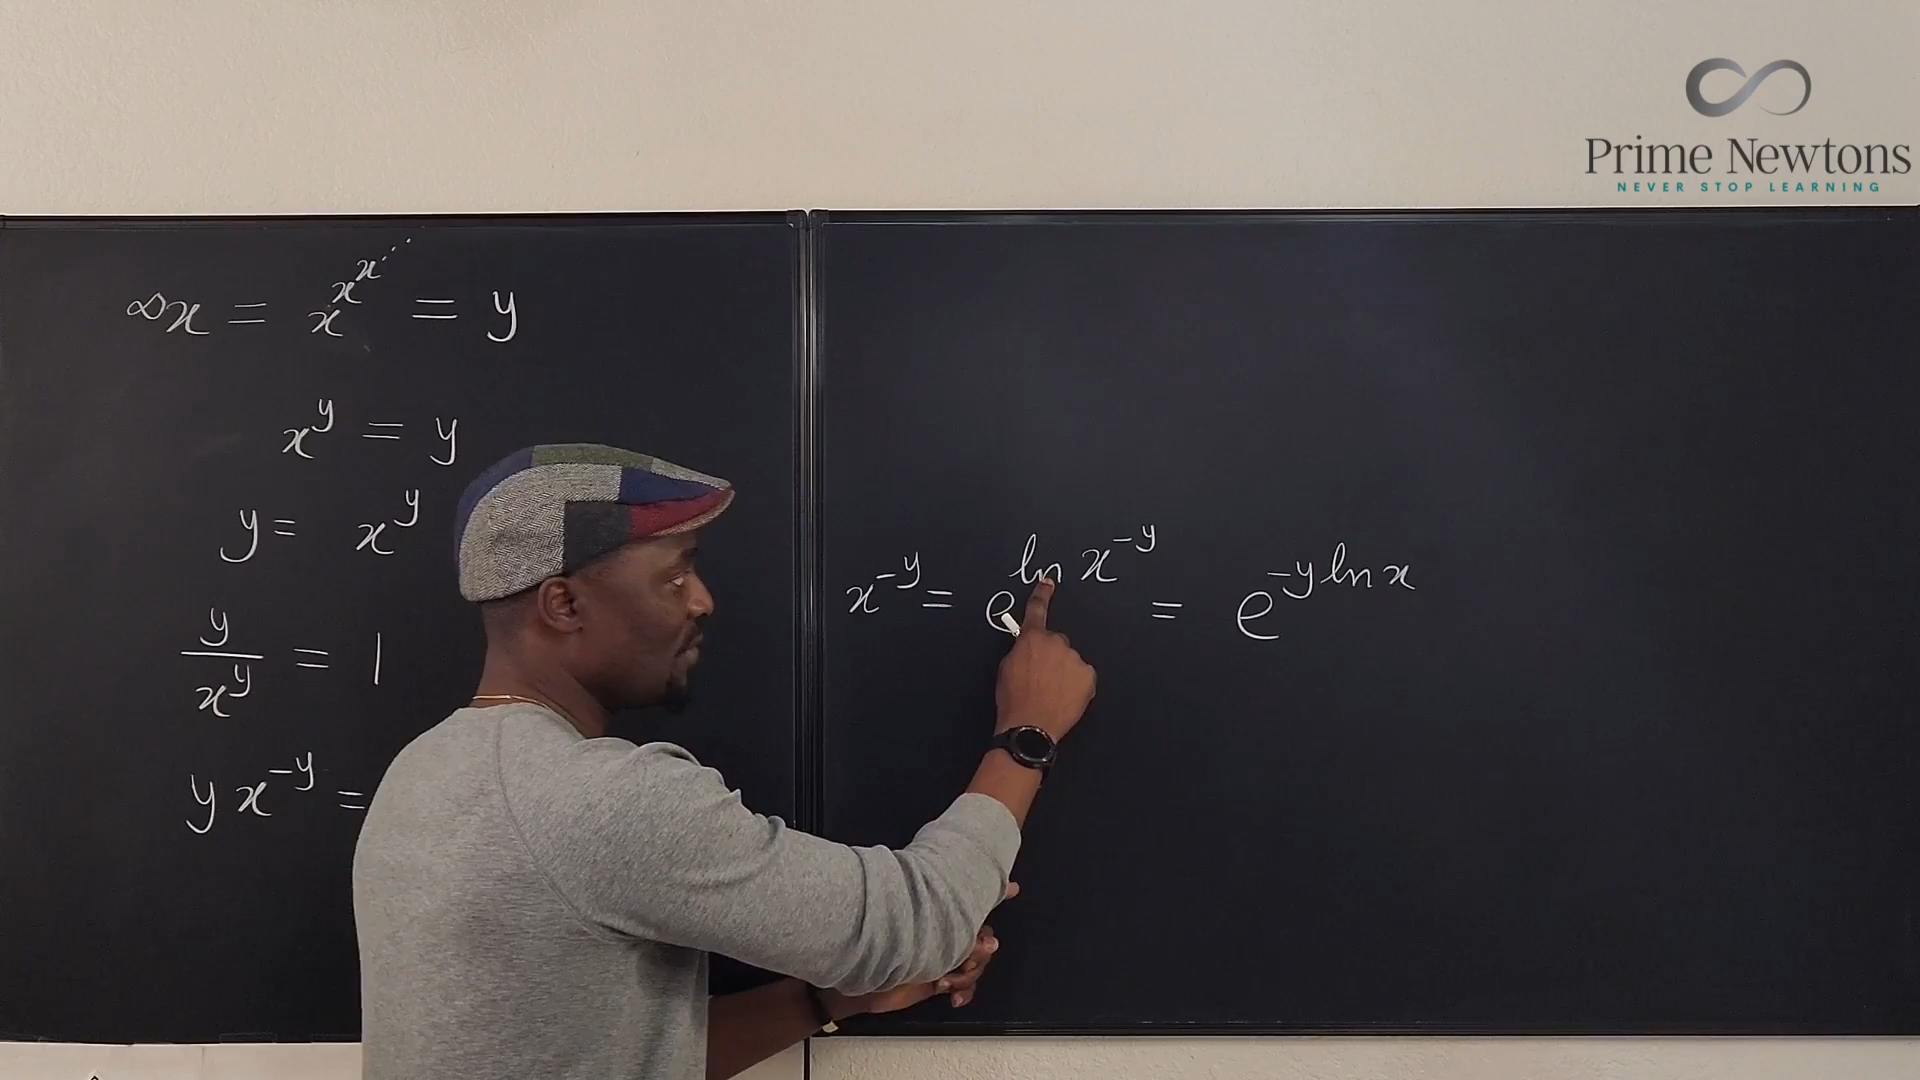 Prime Newtons
NEVER STOP LEARNING
∞x = x^x^x^⋰ = y
x^y = y
y = x^y
y/x^y = 1
y x^-y =
x^-y = e^ln x^-y = e^-y ln x